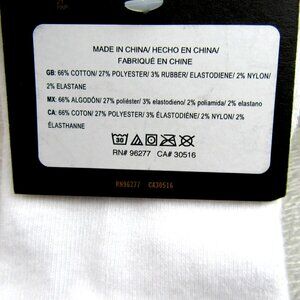 MADE IN CHINA/ HECHO EN CHINA/
FABRIQUÉ EN CHINE
GB: 66% COTTON/ 27% POLYESTER/ 3% RUBBER/ ELASTODIENE/ 2% NYLON/
2% ELASTANE
MX: 66% ALGODÓN/ 27% poliéster/ 3% elastodieno/ 2% poliamida/ 2% elastano
CA: 66% COTON/ 27% POLYESTER/ 3% ÉLASTODIÈNE/ 2% NYLON/ 2%
ÉLASTHANNE
30
RN# 96277 CA# 30516
RN96277 CA30516